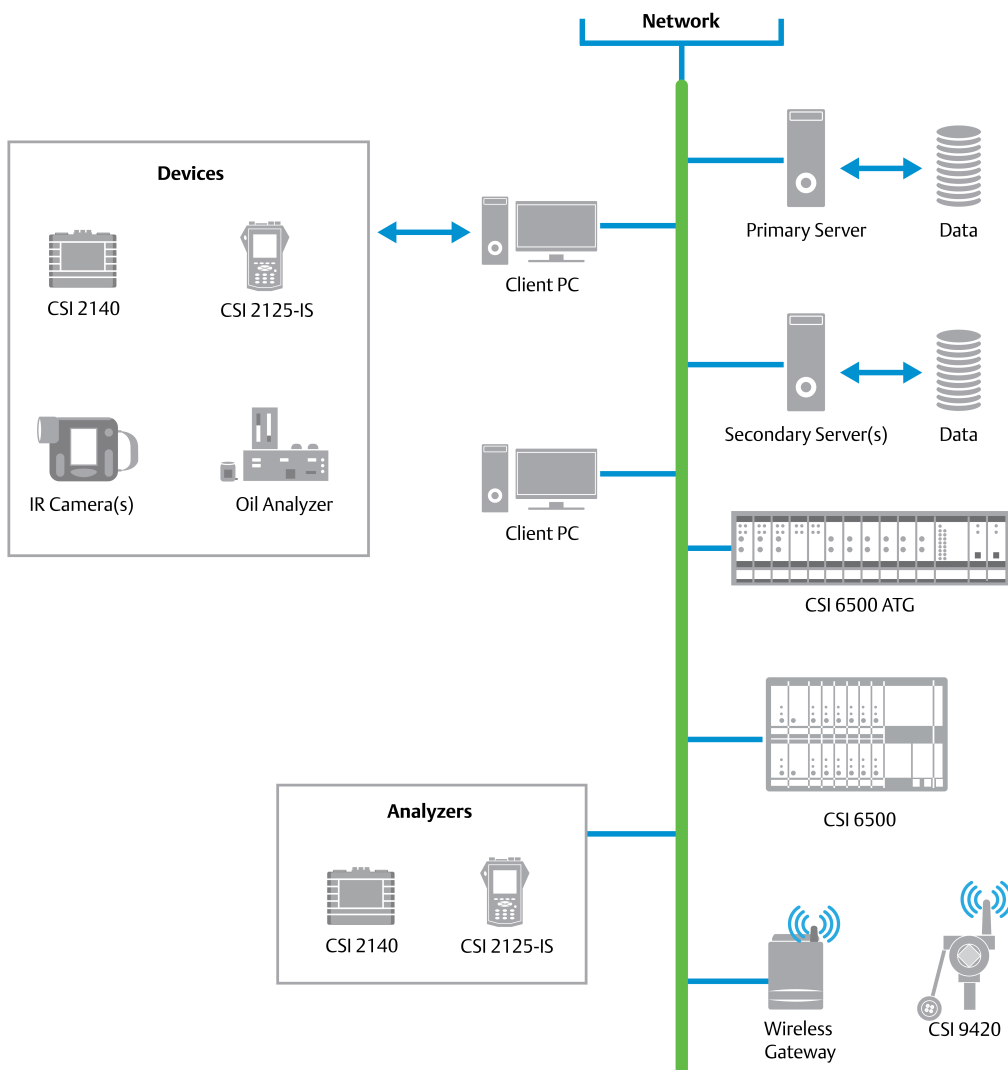 Network
Devices
CSI 2140
CSI 2125-IS
IR Camera(s)
Oil Analyzer
Client PC
Client PC
Primary Server
Data
Secondary Server(s)
Data
CSI 6500 ATG
CSI 6500
Analyzers
CSI 2140
CSI 2125-IS
Wireless
Gateway
CSI 9420